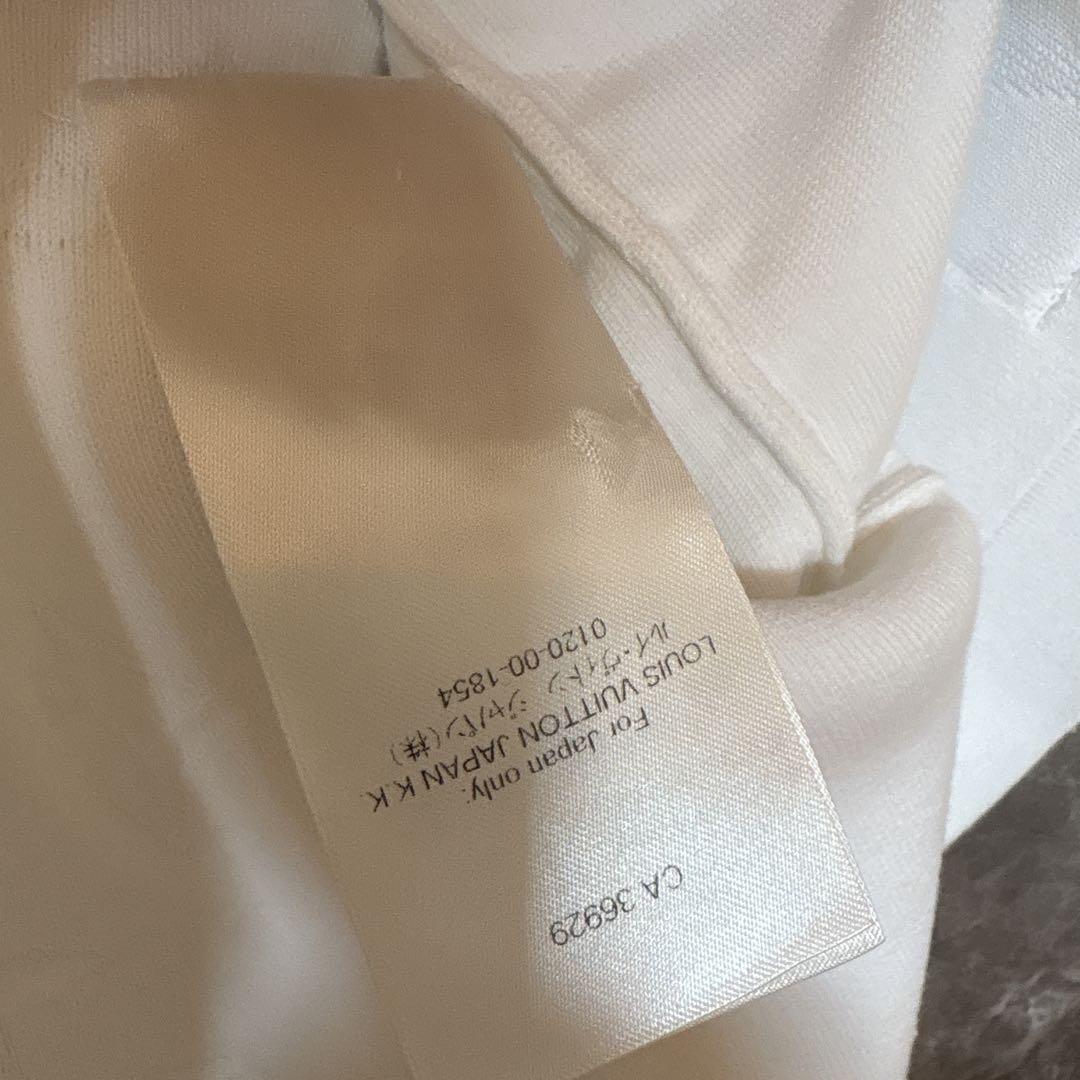 CA 36929
For Japan only:
LOUIS VUITTON JAPAN K.K.
ルイ・ヴィトン ジャパン(株)
0120-00-1854